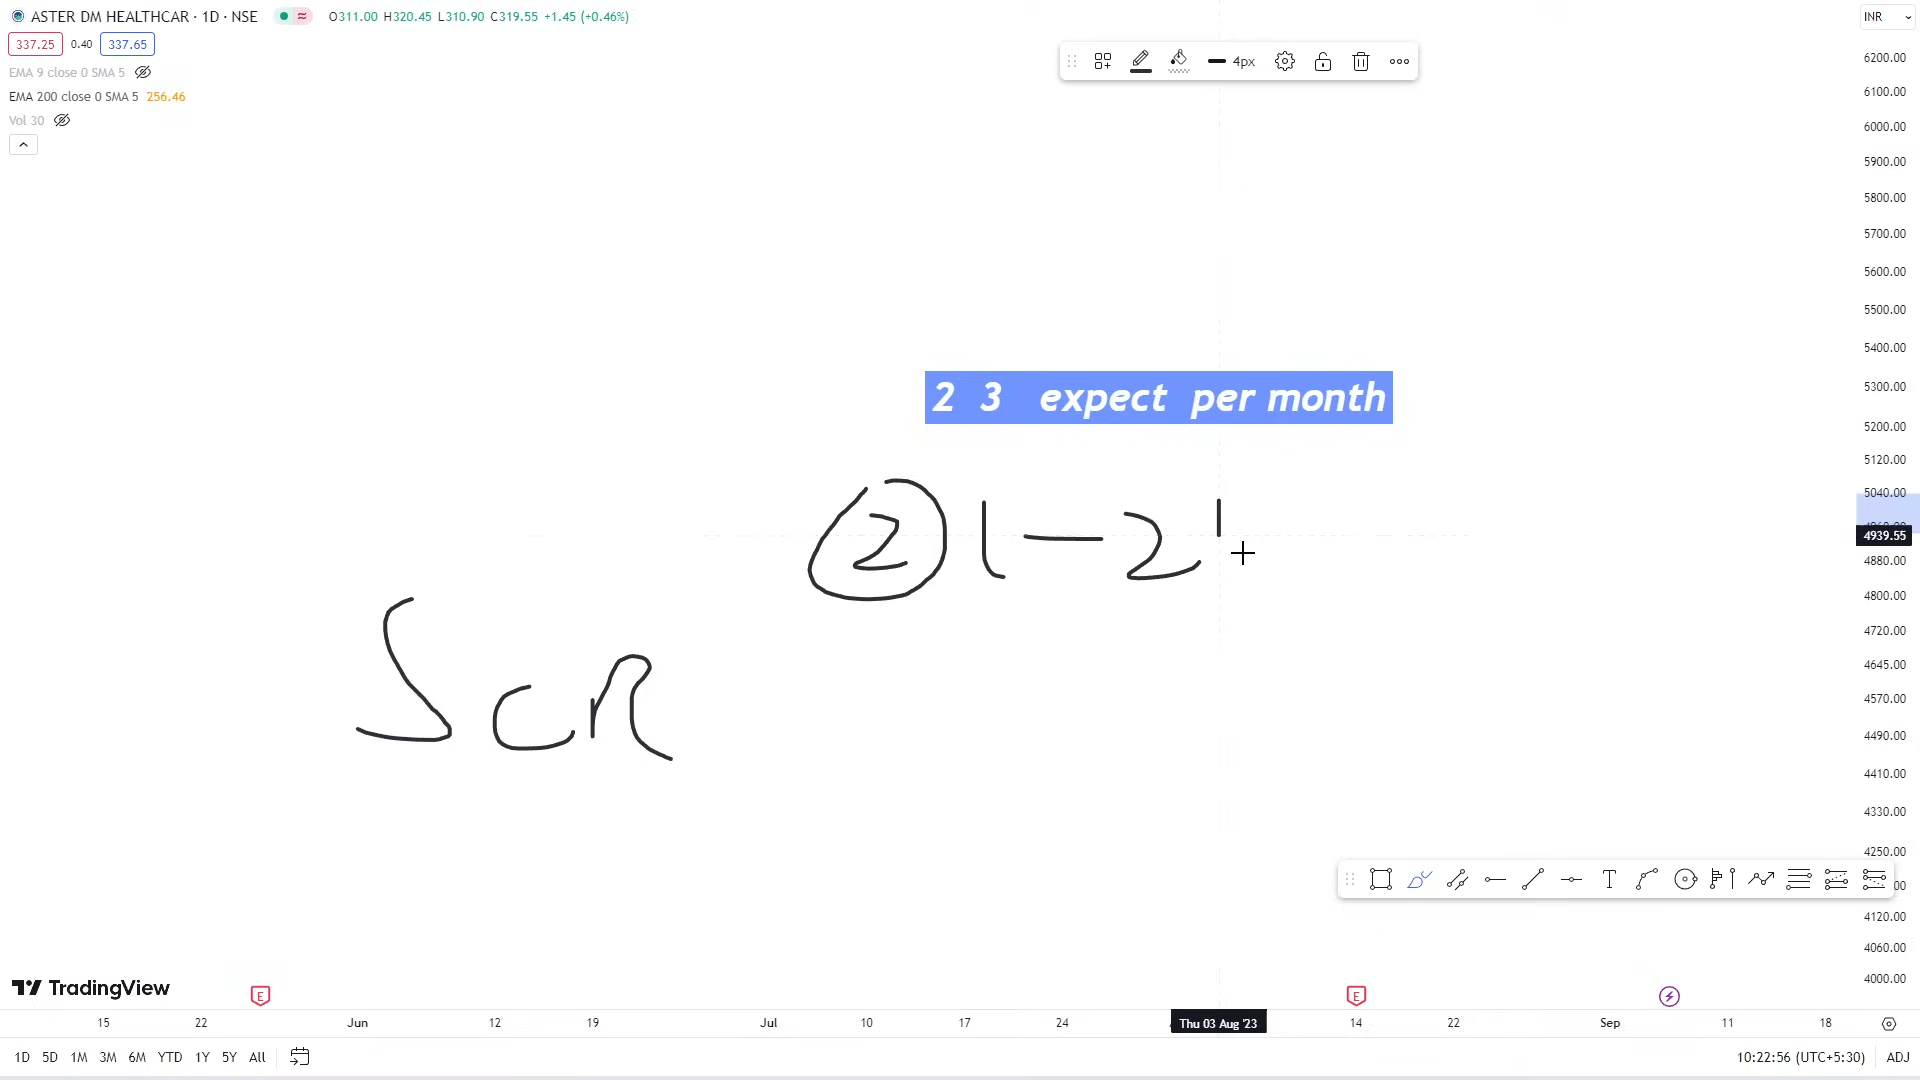 ASTER DM HEALTHCAR · 1D · NSE O311.00 H320.45 L310.90 C319.55 +1.45 (+0.46%)
INR
337.25 0.40 337.65
4px
EMA 9 close 0 SMA 5
EMA 200 close 0 SMA 5 256.46
Vol 30
6200.00
6100.00
6000.00
5900.00
5800.00
5700.00
5600.00
5500.00
5400.00
5300.00
2 3 expect per month
5200.00
5120.00
5040.00
2 1 — 2
4939.55
4880.00
4800.00
4720.00
ScR
4645.00
4570.00
4490.00
4410.00
4330.00
4250.00
4120.00
4060.00
4000.00
TradingView
E E
15 22 Jun 12 19 Jul 10 17 24 Thu 03 Aug '23 14 22 Sep 11 18
1D 5D 1M 3M 6M YTD 1Y 5Y All 10:22:56 (UTC+5:30) ADJ